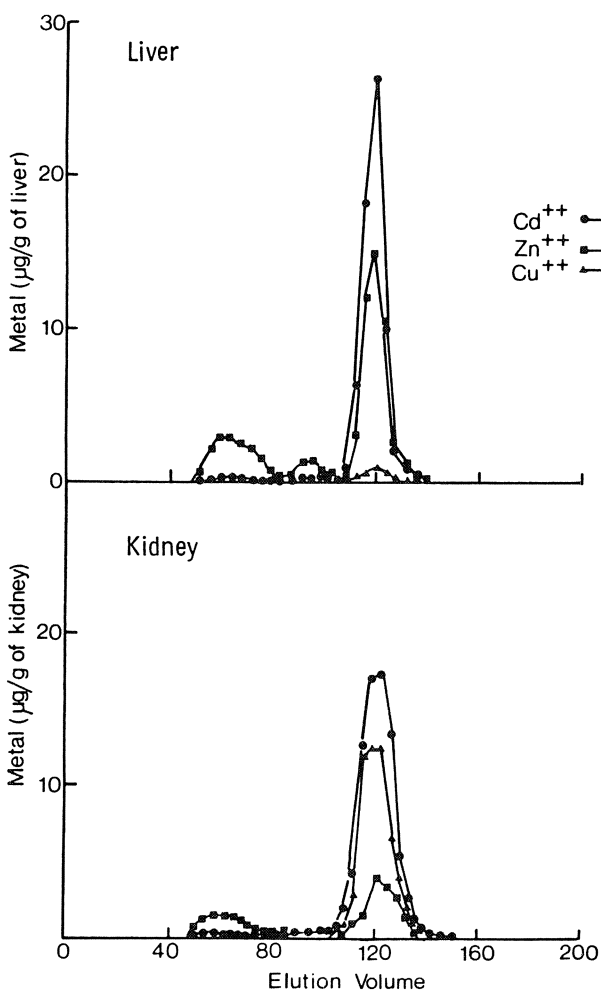 30
Liver
20
Metal (µg/g of liver)
Cd++
Zn++
Cu++
10
0
Kidney
20
Metal (µg/g of kidney)
10
0 40 80 120 160 200
Elution Volume